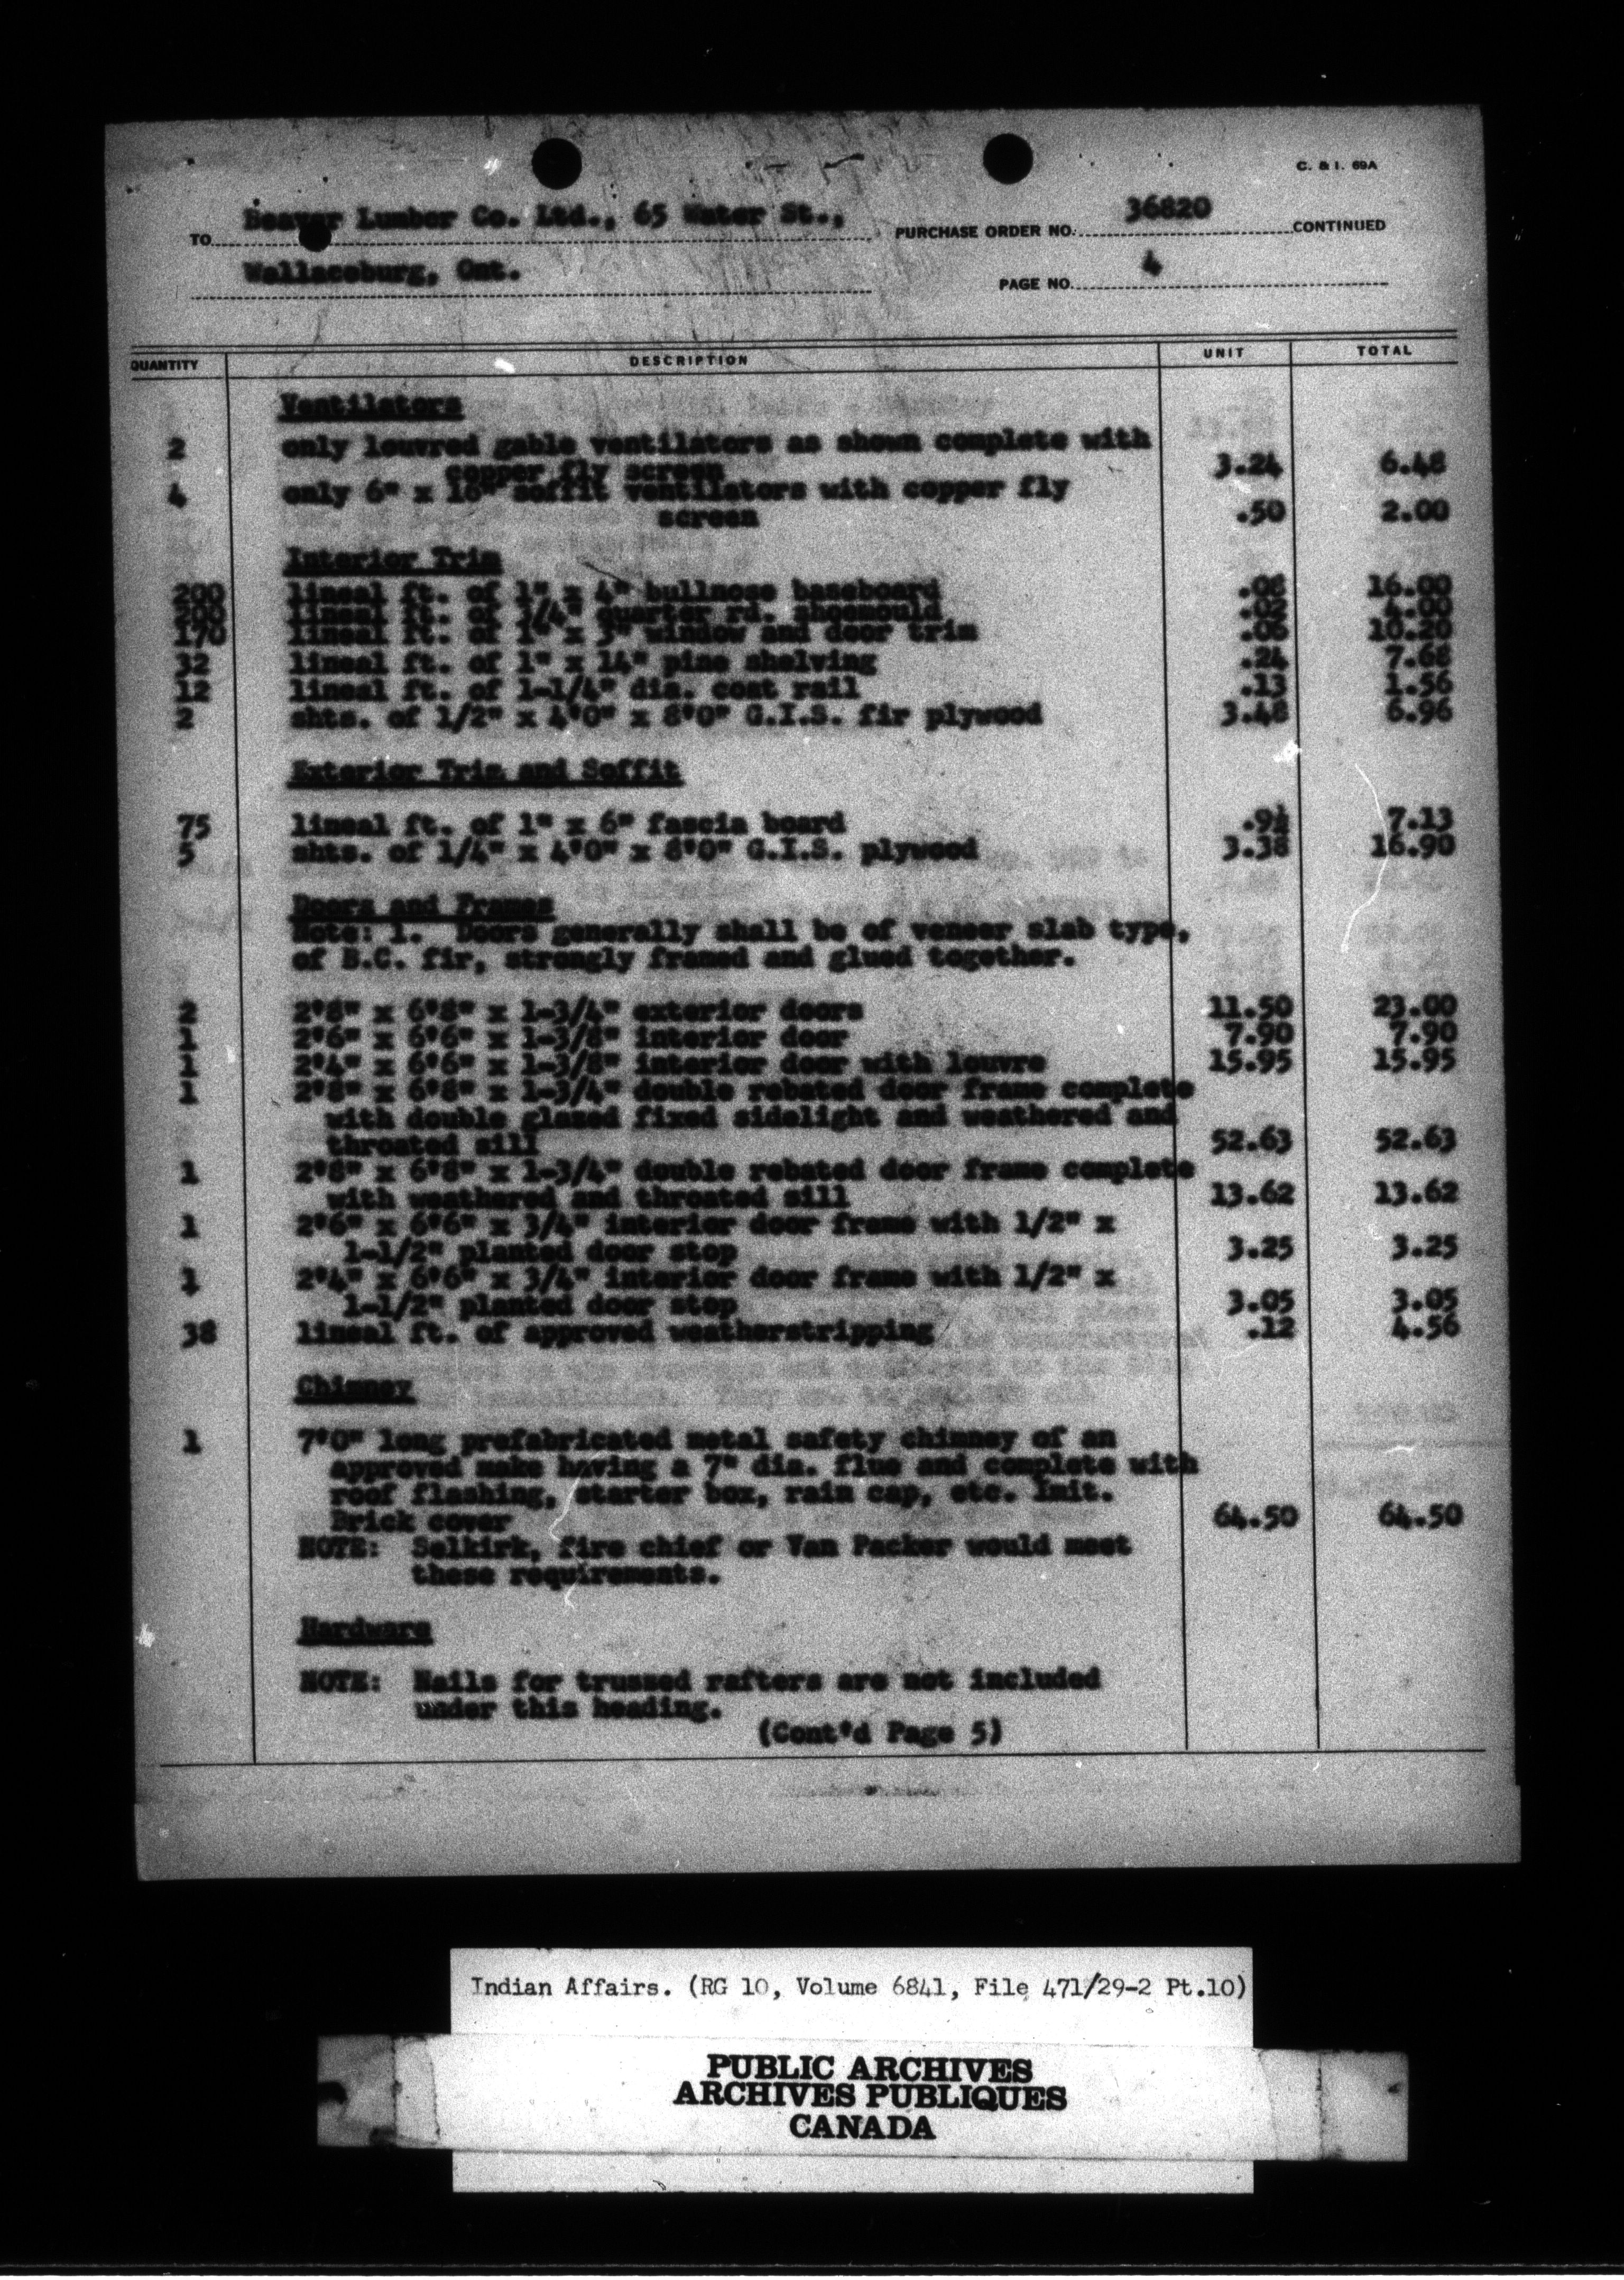 C. & I. 69A
TO Beaver Lumber Co. Ltd., 65 Water St., PURCHASE ORDER NO. 36820 CONTINUED
Wallaceburg, Ont. PAGE NO. 4
QUANTITY DESCRIPTION UNIT TOTAL
Ventilators
2 only louvred gable ventilators as shown complete with
copper fly screen 3.24 6.48
4 only 6" x 16" soffit ventilators with copper fly
screen .50 2.00
Interior Trim
200 lineal ft. of 1" x 4" bullnose baseboard .08 16.00
200 lineal ft. of 3/4" quarter rd. shoemould .02 4.00
170 lineal ft. of 1" x 3" window and door trim .06 10.20
32 lineal ft. of 1" x 14" pine shelving .24 7.68
12 lineal ft. of 1-1/4" dia. coat rail .13 1.56
2 shts. of 1/2" x 4'0" x 8'0" G.I.S. fir plywood 3.48 6.96
Exterior Trim and Soffit
75 lineal ft. of 1" x 6" fascia board .9½ 7.13
5 shts. of 1/4" x 4'0" x 8'0" G.I.S. plywood 3.38 16.90
Doors and Frames
Note: 1. Doors generally shall be of veneer slab type,
of B.C. fir, strongly framed and glued together.
2 2'8" x 6'8" x 1-3/4" exterior doors 11.50 23.00
1 2'6" x 6'6" x 1-3/8" interior door 7.90 7.90
1 2'4" x 6'6" x 1-3/8" interior door with louvre 15.95 15.95
1 2'8" x 6'8" x 1-3/4" double rebated door frame complete
with double glazed fixed sidelight and weathered and
throated sill 52.63 52.63
1 2'8" x 6'8" x 1-3/4" double rebated door frame complete
with weathered and throated sill 13.62 13.62
1 2'6" x 6'6" x 3/4" interior door frame with 1/2" x
1-1/2" planted door stop 3.25 3.25
1 2'4" x 6'6" x 3/4" interior door frame with 1/2" x
1-1/2" planted door stop 3.05 3.05
38 lineal ft. of approved weatherstripping .12 4.56
Chimney
1 7'0" long prefabricated metal safety chimney of an
approved make having a 7" dia. flue and complete with
roof flashing, starter box, rain cap, etc. Imit.
Brick cover 64.50 64.50
NOTE: Selkirk, fire chief or Van Packer would meet
these requirements.
Hardware
NOTE: Nails for trussed rafters are not included
under this heading.
(Cont'd Page 5)
Indian Affairs. (RG 10, Volume 6841, File 471/29-2 Pt.10)
PUBLIC ARCHIVES
ARCHIVES PUBLIQUES
CANADA